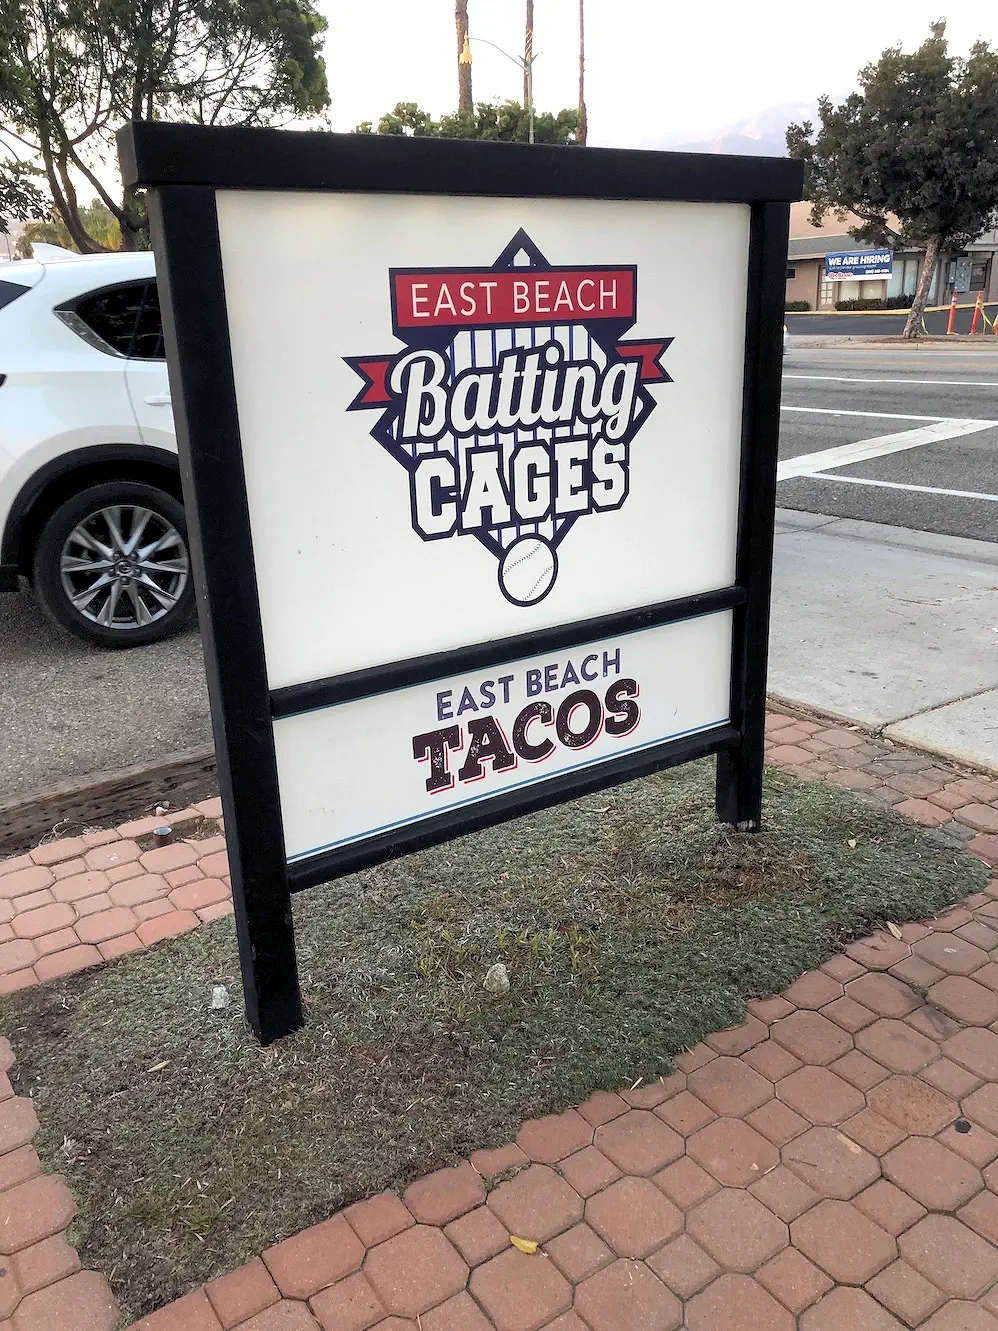 EAST BEACH
Batting
CAGES
EAST BEACH
TACOS
WE ARE HIRING